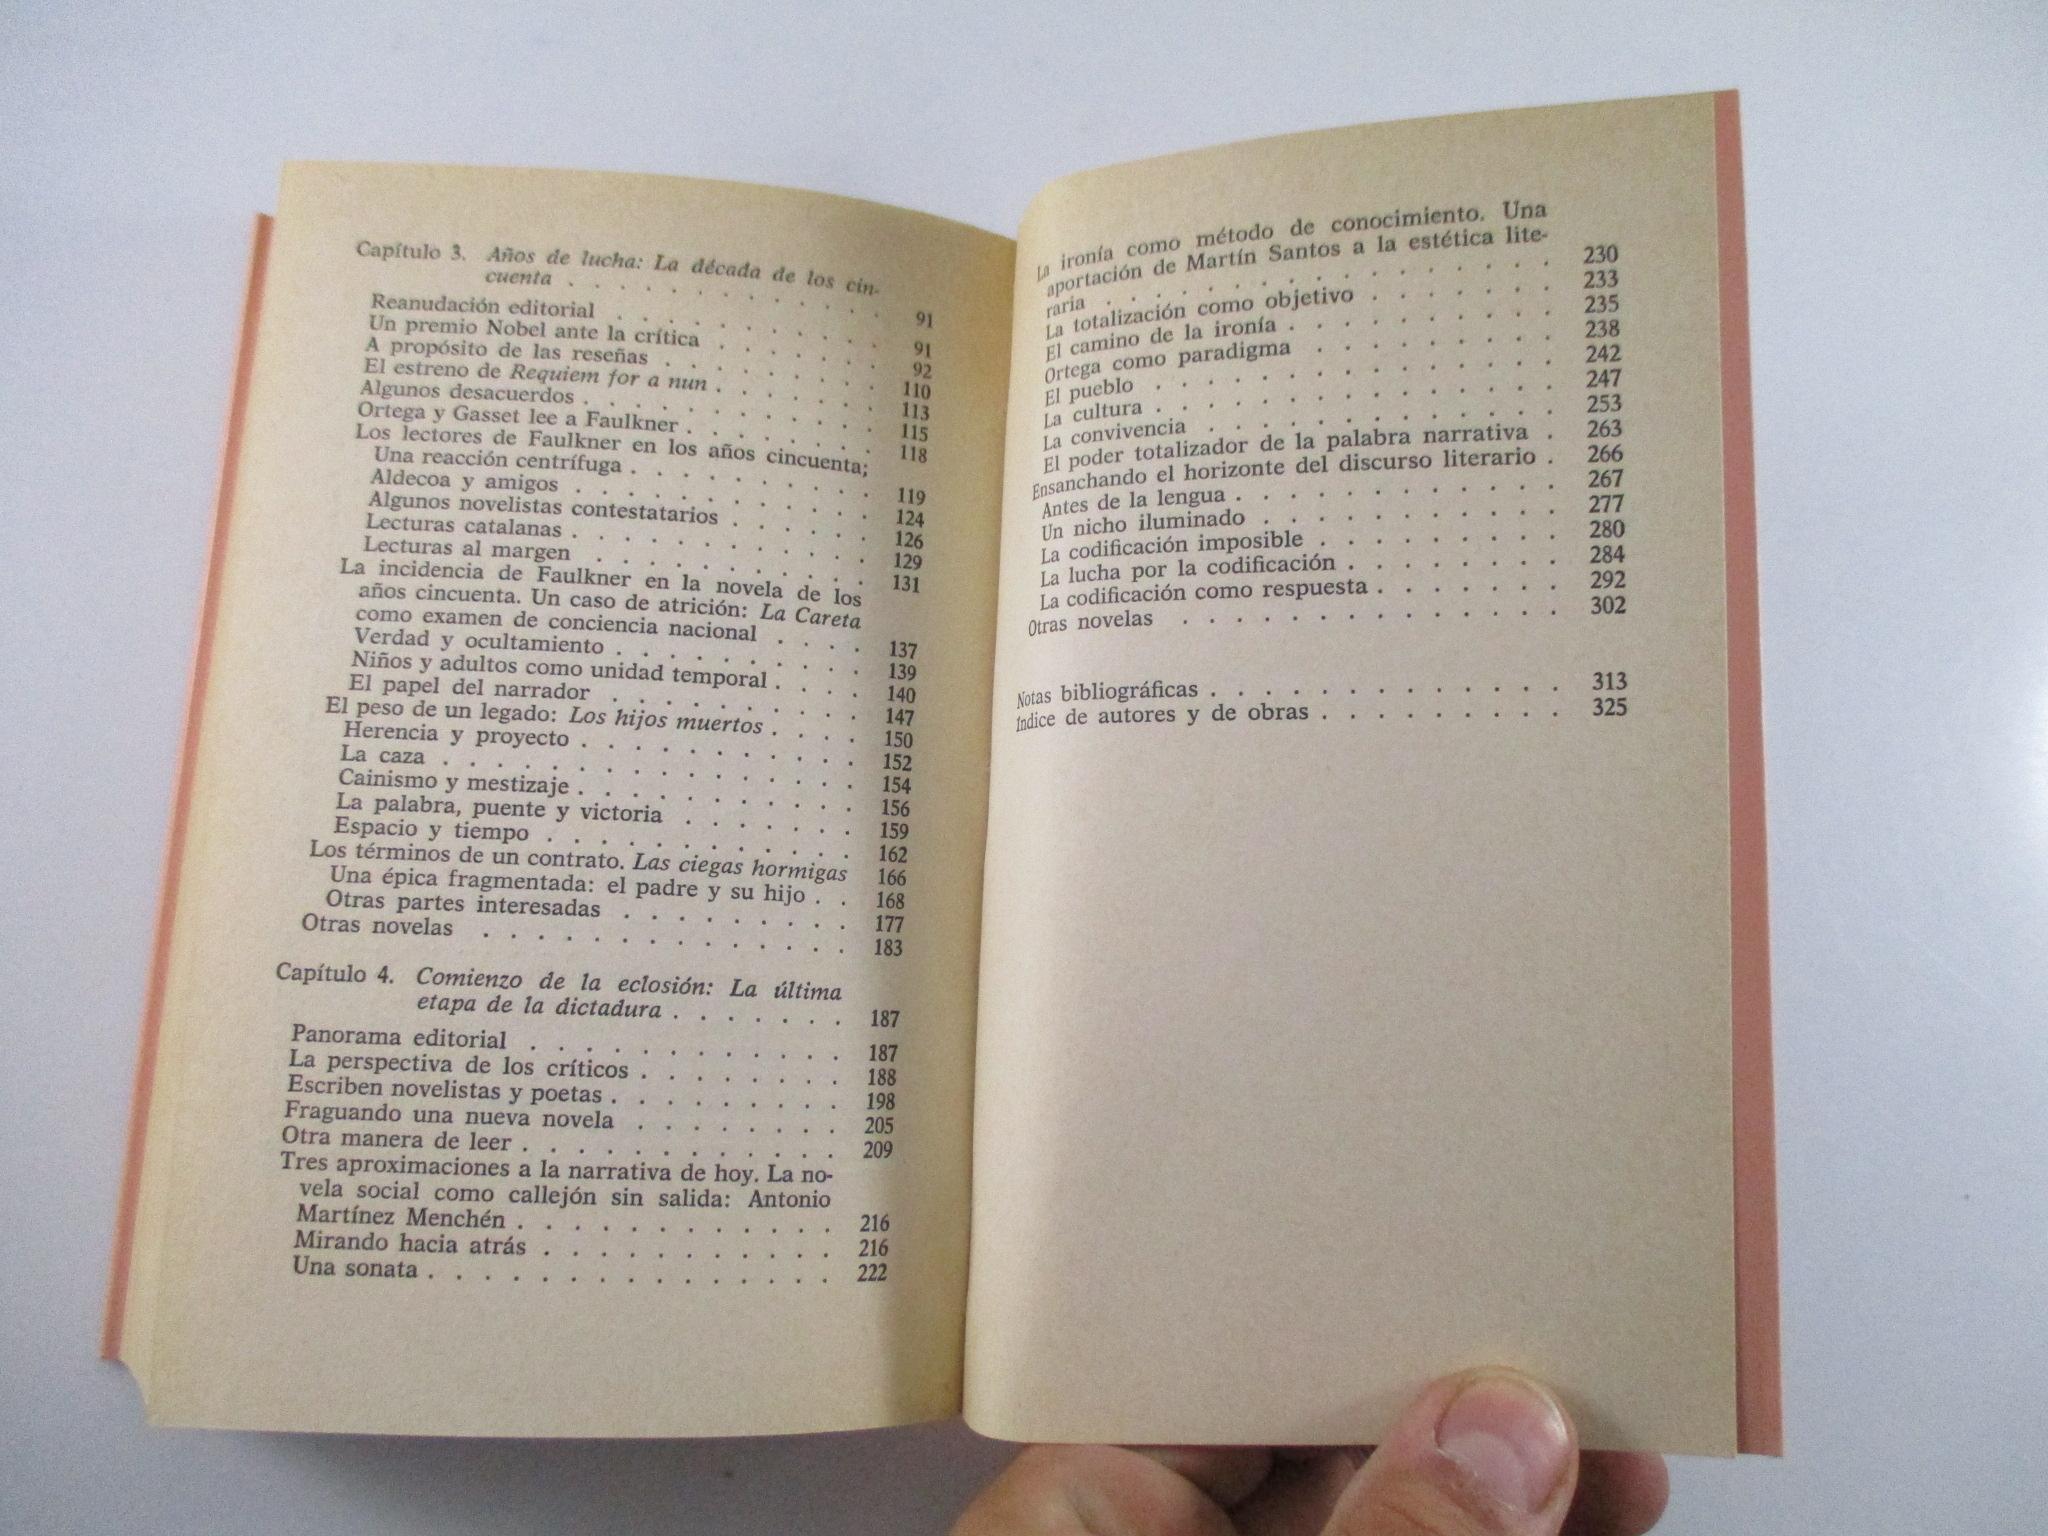 Capítulo 3. Años de lucha: La década de los cin-
cuenta . . . . . . . . . . . . 91
Reanudación editorial . . . . . . . . . . 91
Un premio Nobel ante la crítica . . . . . . 92
A propósito de las reseñas . . . . . . . . 110
El estreno de Requiem for a nun . . . . . . 113
Algunos desacuerdos . . . . . . . . . . . 115
Ortega y Gasset lee a Faulkner . . . . . . . 118
Los lectores de Faulkner en los años cincuenta;
Una reacción centrífuga . . . . . . . . . 119
Aldecoa y amigos . . . . . . . . . . . 124
Algunos novelistas contestatarios . . . . . . 126
Lecturas catalanas . . . . . . . . . . . 129
Lecturas al margen . . . . . . . . . . 131
La incidencia de Faulkner en la novela de los
años cincuenta. Un caso de atrición: La Careta
como examen de conciencia nacional . . . . 137
Verdad y ocultamiento . . . . . . . . . 139
Niños y adultos como unidad temporal . . . . 140
El papel del narrador . . . . . . . . . . 147
El peso de un legado: Los hijos muertos . . . . 150
Herencia y proyecto . . . . . . . . . . 152
La caza . . . . . . . . . . . . . . . 154
Cainismo y mestizaje . . . . . . . . . . 156
La palabra, puente y victoria . . . . . . . 159
Espacio y tiempo . . . . . . . . . . . 162
Los términos de un contrato. Las ciegas hormigas 166
Una épica fragmentada: el padre y su hijo . . 168
Otras partes interesadas . . . . . . . . . 177
Otras novelas . . . . . . . . . . . . . . 183
Capítulo 4. Comienzo de la eclosión: La última
etapa de la dictadura . . . . . . . 187
Panorama editorial . . . . . . . . . . . . 187
La perspectiva de los críticos . . . . . . . . 188
Escriben novelistas y poetas . . . . . . . . . 198
Fraguando una nueva novela . . . . . . . . 205
Otra manera de leer . . . . . . . . . . . . 209
Tres aproximaciones a la narrativa de hoy. La no-
vela social como callejón sin salida: Antonio
Martínez Menchén . . . . . . . . . . . . 216
Mirando hacia atrás . . . . . . . . . . . 216
Una sonata . . . . . . . . . . . . . . . . 222
La ironía como método de conocimiento. Una
aportación de Martín Santos a la estética lite-
raria . . . . . . . . . . . . . . . . 230
La totalización como objetivo . . . . . . . 233
El camino de la ironía . . . . . . . . . . 235
Ortega como paradigma . . . . . . . . . 238
El pueblo . . . . . . . . . . . . . . . 242
La cultura . . . . . . . . . . . . . . . 247
La convivencia . . . . . . . . . . . . . 253
El poder totalizador de la palabra narrativa . 263
Ensanchando el horizonte del discurso literario . 266
Antes de la lengua . . . . . . . . . . . . 267
Un nicho iluminado . . . . . . . . . . . 277
La codificación imposible . . . . . . . . . 280
La lucha por la codificación . . . . . . . . 284
La codificación como respuesta . . . . . . . 292
Otras novelas . . . . . . . . . . . . . . 302
Notas bibliográficas . . . . . . . . . . . . . 313
Indice de autores y de obras . . . . . . . . . 325